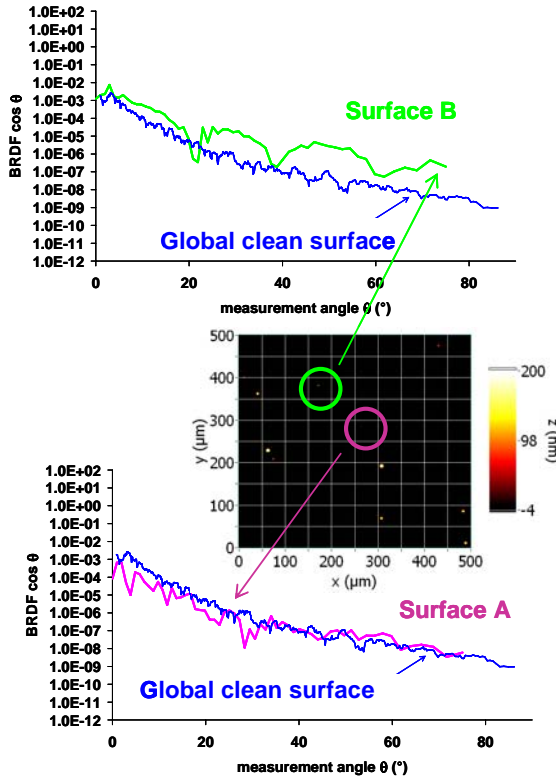 1.0E+02
1.0E+01
1.0E+00
1.0E-01
1.0E-02
1.0E-03
1.0E-04
1.0E-05
1.0E-06
1.0E-07
1.0E-08
1.0E-09
1.0E-10
1.0E-11
1.0E-12
BRDF cos θ
Surface B
Global clean surface
0 20 40 60 80
measurement angle θ (°)
500
400
300
200
100
0
y (µm)
0 100 200 300 400 500
x (µm)
200
98
-4
z (nm)
1.0E+02
1.0E+01
1.0E+00
1.0E-01
1.0E-02
1.0E-03
1.0E-04
1.0E-05
1.0E-06
1.0E-07
1.0E-08
1.0E-09
1.0E-10
1.0E-11
1.0E-12
BRDF cos θ
Surface A
Global clean surface
0 20 40 60 80
measurement angle θ (°)